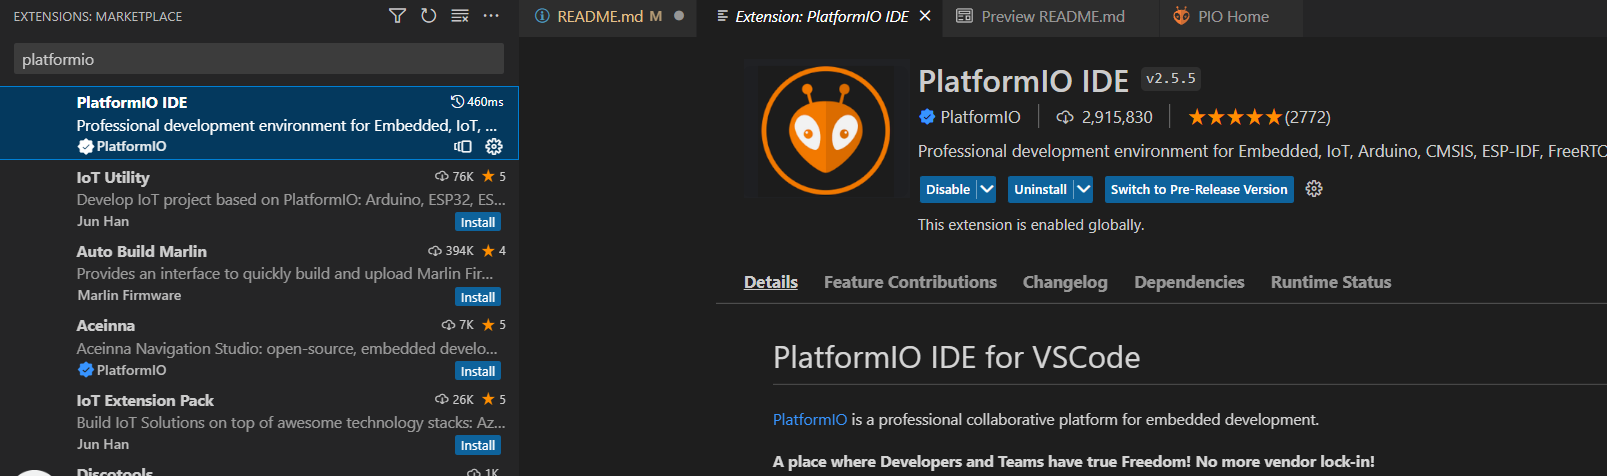 EXTENSIONS: MARKETPLACE
platformio
PlatformIO IDE 460ms
Professional development environment for Embedded, IoT, ...
PlatformIO
IoT Utility 76K 5
Develop IoT project based on PlatformIO: Arduino, ESP32, ES...
Jun Han Install
Auto Build Marlin 394K 4
Provides an interface to quickly build and upload Marlin Fir...
Marlin Firmware Install
Aceinna 7K 5
Aceinna Navigation Studio: open-source, embedded develo...
PlatformIO Install
IoT Extension Pack 26K 5
Build IoT Solutions on top of awesome technology stacks: Az...
Jun Han Install
Discotools 1K
README.md M
Extension: PlatformIO IDE
Preview README.md
PIO Home
PlatformIO IDE v2.5.5
PlatformIO 2,915,830 (2772)
Professional development environment for Embedded, IoT, Arduino, CMSIS, ESP-IDF, FreeRTO
Disable Uninstall Switch to Pre-Release Version
This extension is enabled globally.
Details Feature Contributions Changelog Dependencies Runtime Status
PlatformIO IDE for VSCode
PlatformIO is a professional collaborative platform for embedded development.
A place where Developers and Teams have true Freedom! No more vendor lock-in!